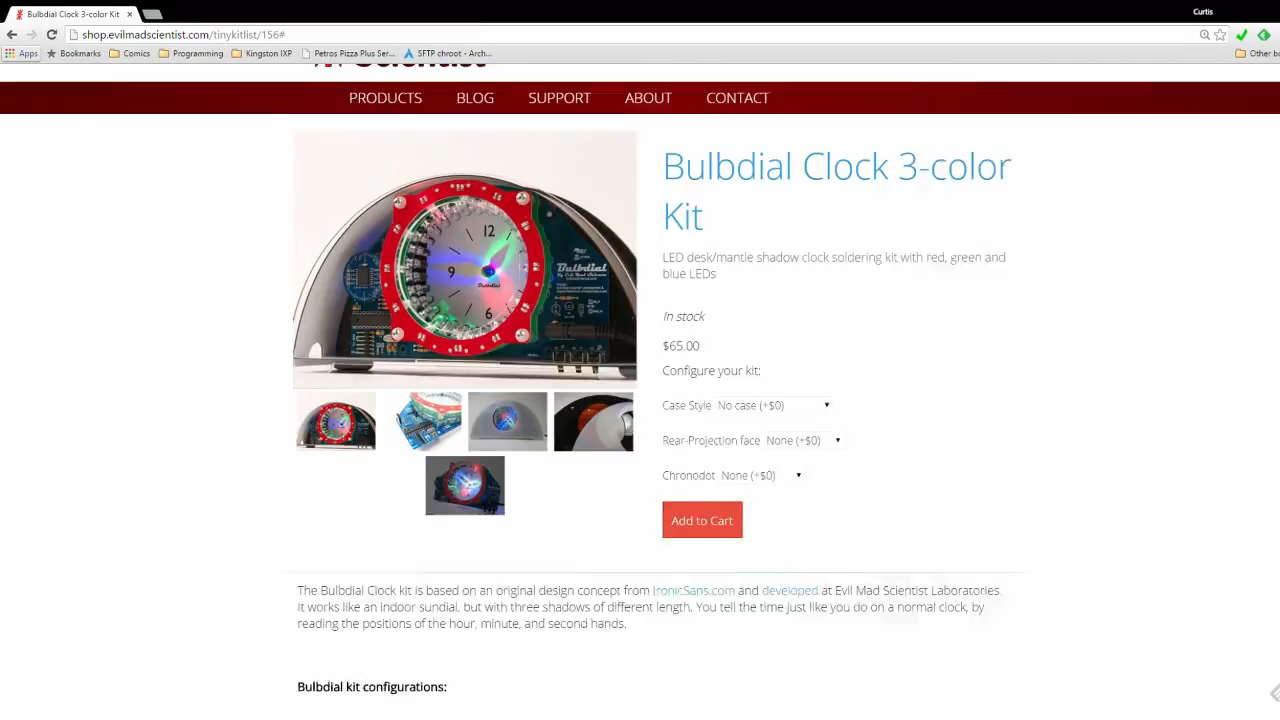 Bulbdial Clock 3-color Kit
Curtis
shop.evilmadscientist.com/tinykitlist/156#
Apps Bookmarks Comics Programming Kingston IXP Petros Pizza Plus Ser... SFTP chroot - Arch... Other bo
Scientist
PRODUCTS BLOG SUPPORT ABOUT CONTACT
Bulbdial Clock 3-color
Kit
LED desk/mantle shadow clock soldering kit with red, green and
blue LEDs
In stock
$65.00
Configure your kit:
Case Style No case (+$0)
Rear-Projection face None (+$0)
Chronodot None (+$0)
Add to Cart
12
9
6
Bulbdial
The Bulbdial Clock kit is based on an original design concept from IronicSans.com and developed at Evil Mad Scientist Laboratories.
It works like an indoor sundial, but with three shadows of different length. You tell the time just like you do on a normal clock, by
reading the positions of the hour, minute, and second hands.
Bulbdial kit configurations: